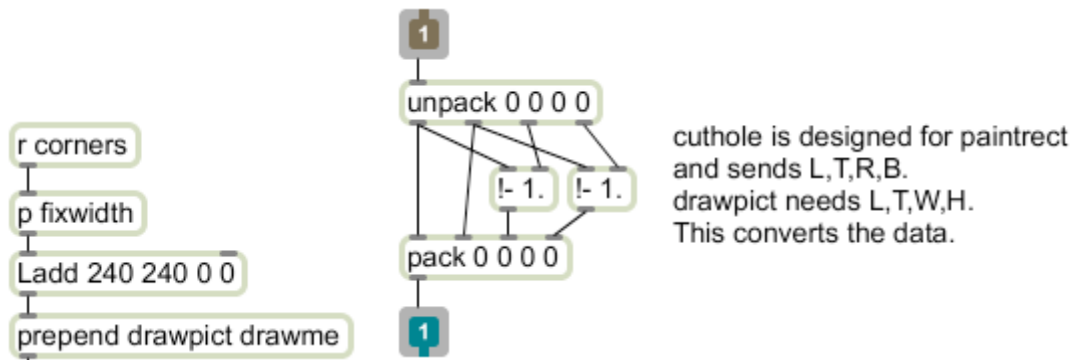 r corners
p fixwidth
Ladd 240 240 0 0
prepend drawpict drawme
1
unpack 0 0 0 0
!- 1. !- 1.
pack 0 0 0 0
1
cuthole is designed for paintrect
and sends L,T,R,B.
drawpict needs L,T,W,H.
This converts the data.